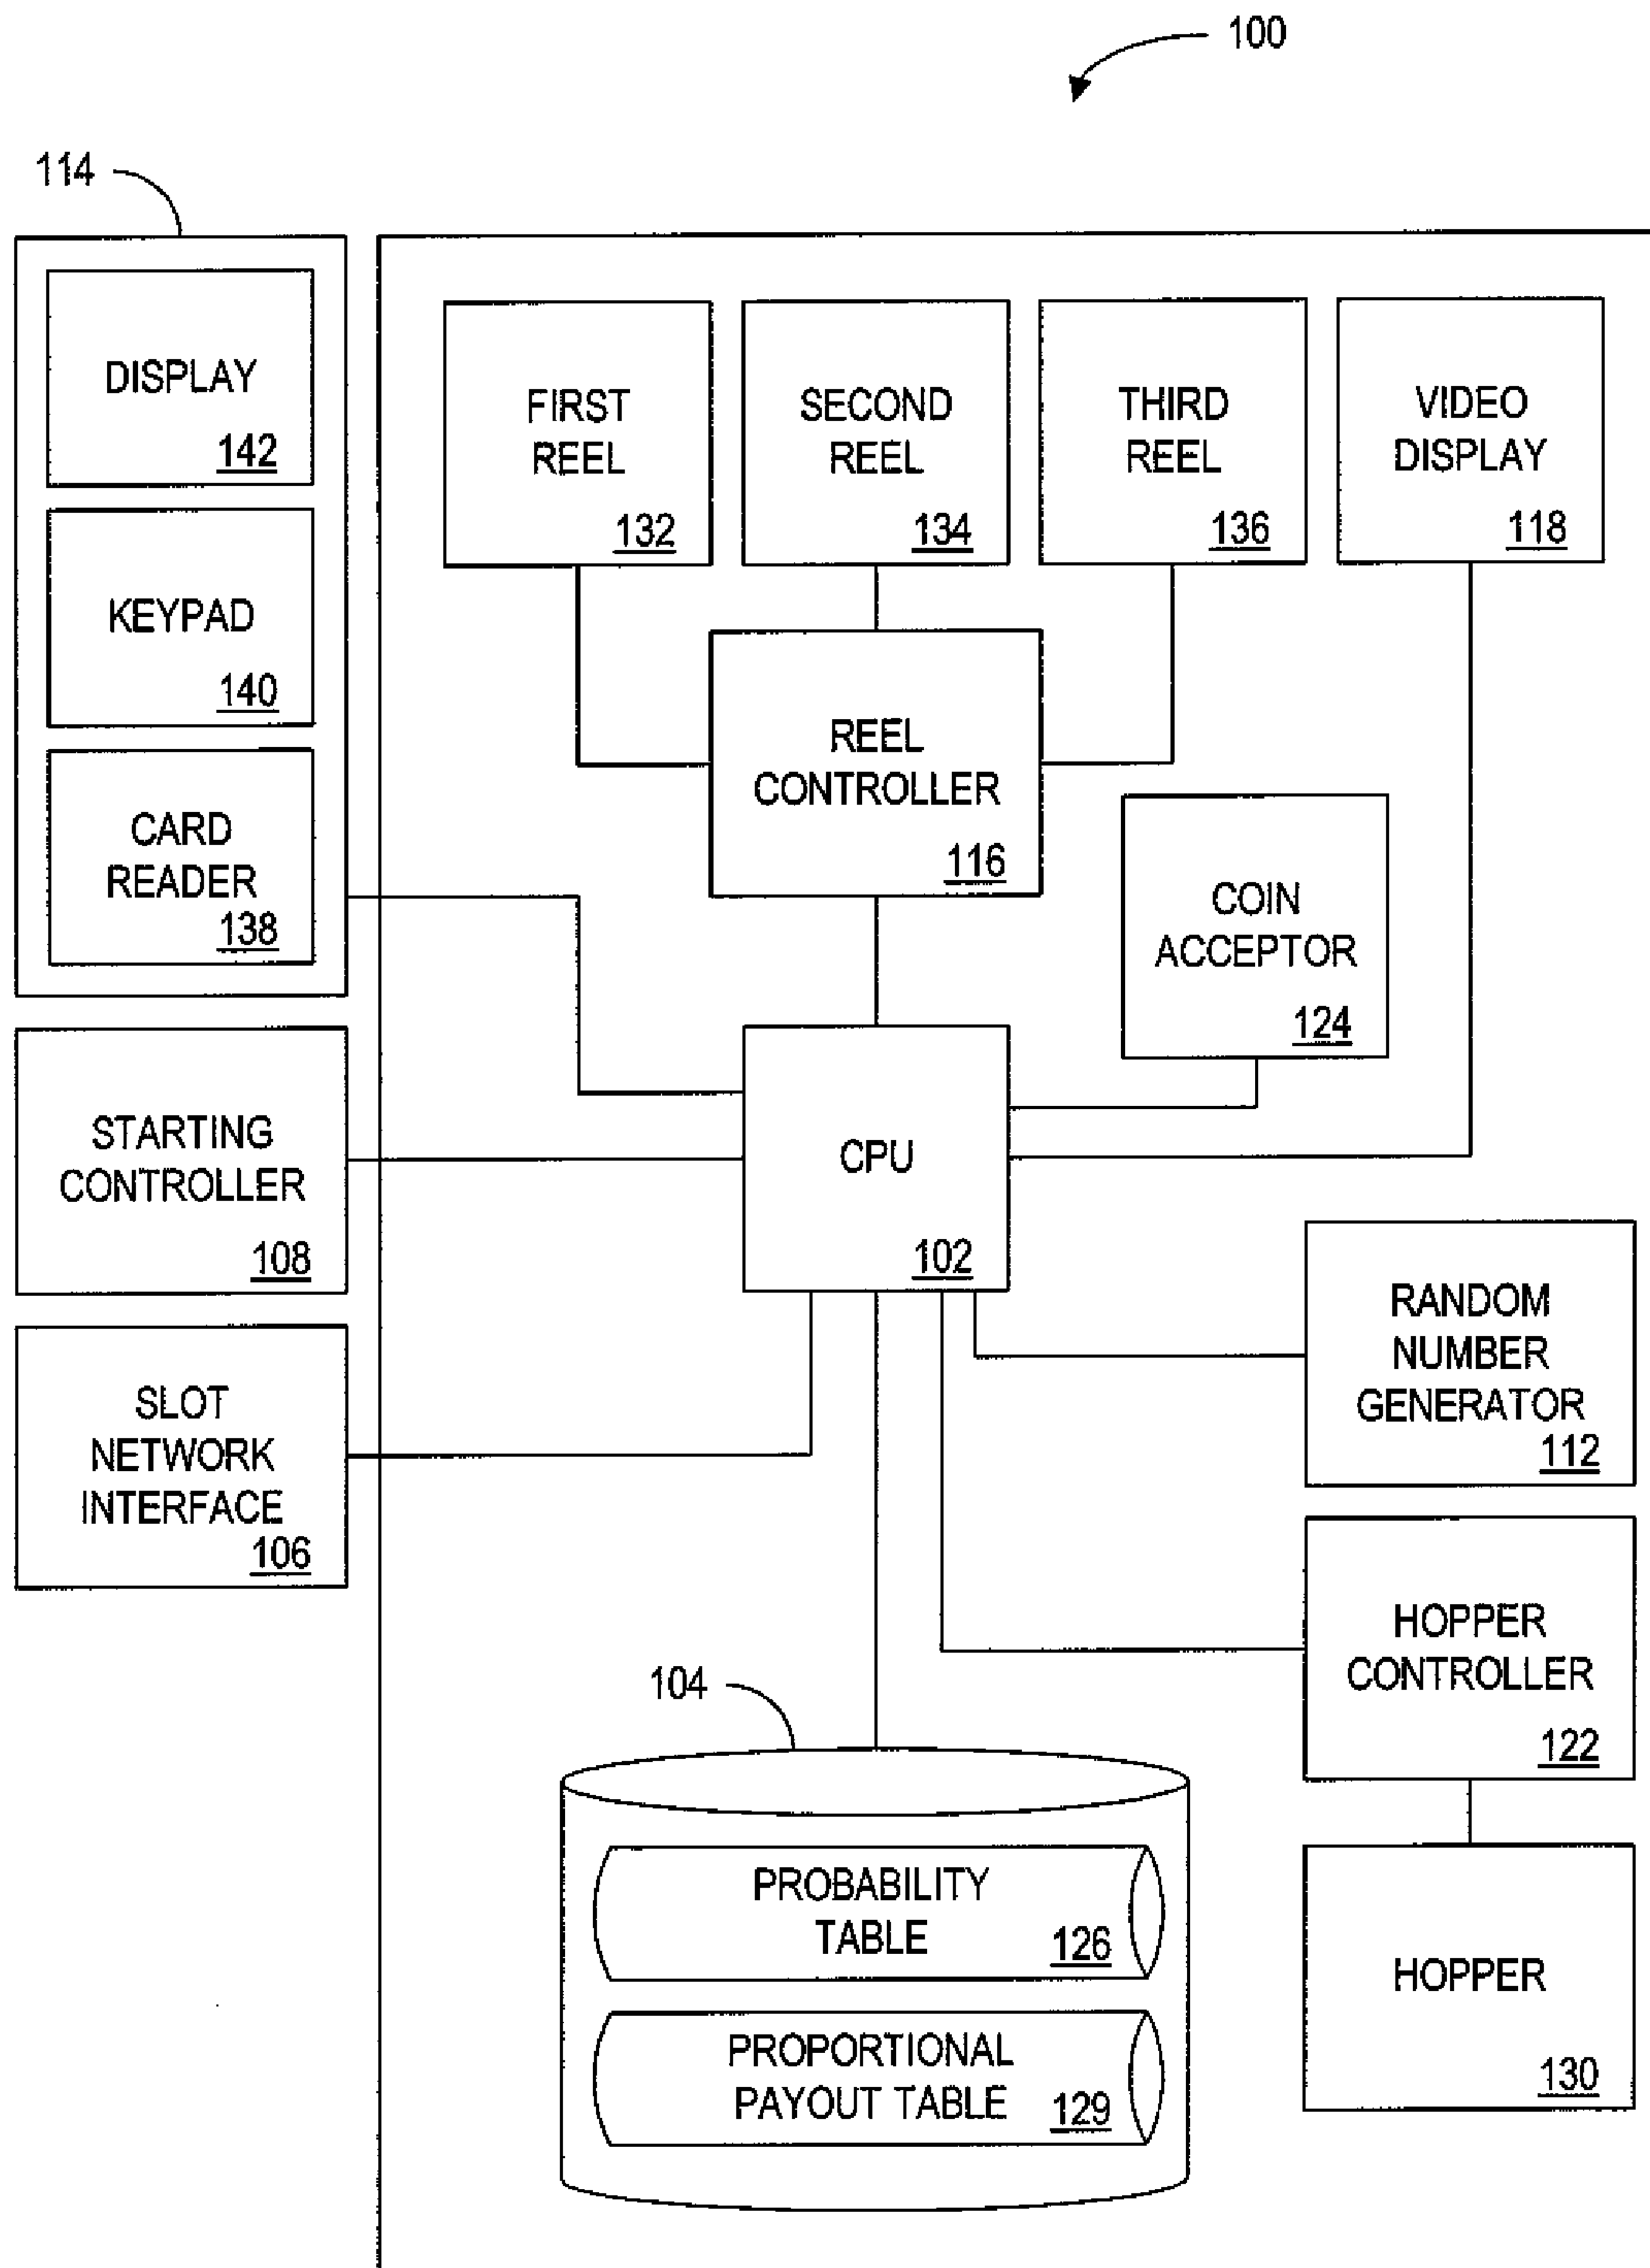 100
114
DISPLAY
142
KEYPAD
140
CARD
READER
138
FIRST
REEL
132
SECOND
REEL
134
THIRD
REEL
136
VIDEO
DISPLAY
118
REEL
CONTROLLER
116
COIN
ACCEPTOR
124
STARTING
CONTROLLER
108
CPU
102
SLOT
NETWORK
INTERFACE
106
RANDOM
NUMBER
GENERATOR
112
HOPPER
CONTROLLER
122
104
PROBABILITY
TABLE
126
PROPORTIONAL
PAYOUT TABLE
129
HOPPER
130